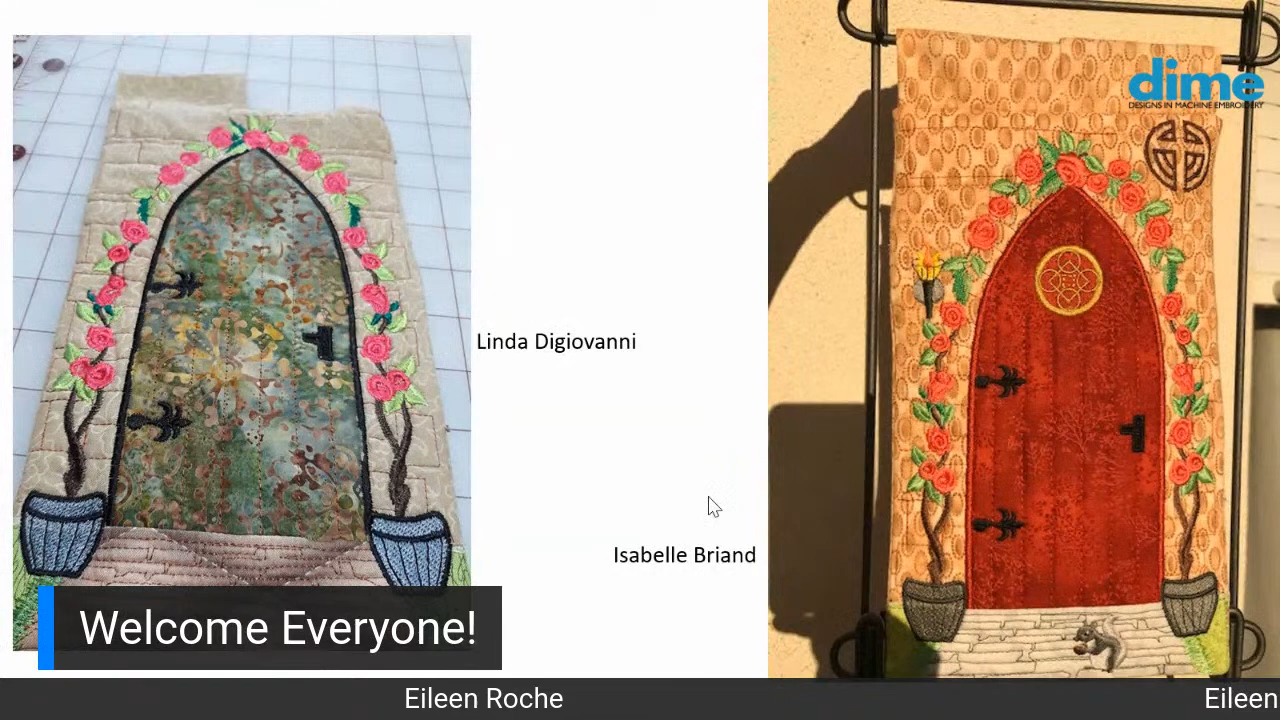 dime
DESIGNS IN MACHINE EMBROIDERY
Linda Digiovanni
Isabelle Briand
Welcome Everyone!
Eileen Roche
Eileen